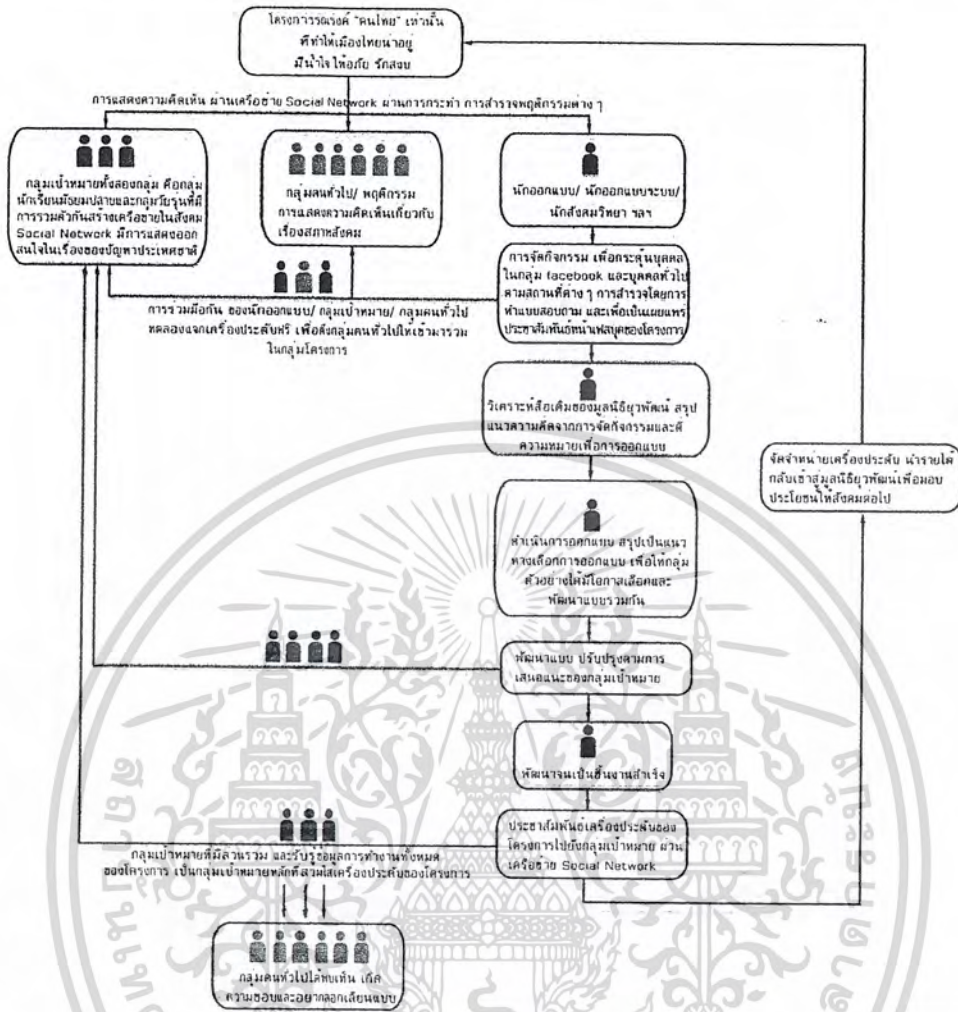 โครงการรณรงค์ "คนไทย" เท่านั้น
ที่ทำให้เมืองไทยน่าอยู่
มีน้ำใจ ให้อภัย รักสงบ
การแสดงความคิดเห็น ผ่านเครือข่าย Social Network ผ่านการกระทำ การสำรวจพฤติกรรมต่าง ๆ
กลุ่มเป้าหมายทั้งสองกลุ่ม คือกลุ่ม
นักเรียนมัธยมปลายและกลุ่มวัยรุ่นที่มี
การรวมตัวกันสร้างเครือข่ายในสังคม
Social Network มีการแสดงออก
สนใจในเรื่องของปัญหาประเทศชาติ
กลุ่มคนทั่วไป/ พฤติกรรม
การแสดงความคิดเห็นเกี่ยวกับ
เรื่องสภาพสังคม
นักออกแบบ/ นักออกแบบระบบ/
นักสังคมวิทยา ฯลฯ
การจัดกิจกรรม เพื่อกระตุ้นบุคคล
ในกลุ่ม facebook และบุคคลทั่วไป
ตามสถานที่ต่าง ๆ การสำรวจโดยการ
ทำแบบสอบถาม และเพื่อเป็นเผยแพร่
ประชาสัมพันธ์หน้าเฟสบุคของโครงการ
การร่วมมือกัน ของนักออกแบบ/ กลุ่มเป้าหมาย/ กลุ่มคนทั่วไป
ทดลองแจกเครื่องประดับฟรี เพื่อดึงกลุ่มคนทั่วไปให้เข้ามารวม
ในกลุ่มโครงการ
วิเคราะห์สื่อเดิมของมูลนิธิยุวพัฒน์ สรุป
แนวความคิดจากการจัดกิจกรรมและตี
ความหมายเพื่อการออกแบบ
จัดจำหน่ายเครื่องประดับ นำรายได้
กลับเข้าสู่มูลนิธิยุวพัฒน์เพื่อมอบ
ประโยชน์ให้สังคมต่อไป
ดำเนินการออกแบบ สรุปเป็นแนว
ทางเลือกการออกแบบ เพื่อให้กลุ่ม
ตัวอย่างได้มีโอกาสเลือกและ
พัฒนาแบบรวมกัน
พัฒนาแบบ ปรับปรุงตามการ
เสนอแนะของกลุ่มเป้าหมาย
พัฒนาจนเป็นชิ้นงานสำเร็จ
ประชาสัมพันธ์เครื่องประดับของ
โครงการไปยังกลุ่มเป้าหมาย ผ่าน
เครือข่าย Social Network
กลุ่มเป้าหมายที่มีส่วนรวม และรับรู้ข้อมูลการทำงานทั้งหมด
ของโครงการ เป็นกลุ่มเป้าหมายหลักที่สวมใส่เครื่องประดับของโครงการ
กลุ่มคนทั่วไปได้พบเห็น เกิด
ความชอบและอยากลอกเลียนแบบ